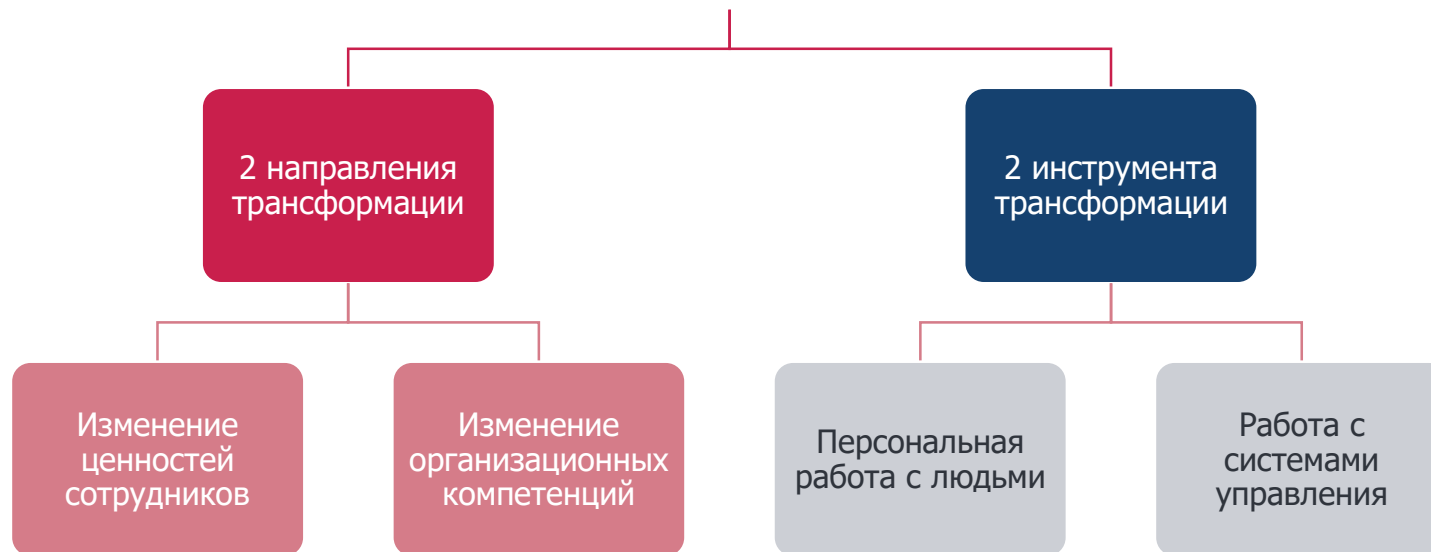 2 направления
трансформации
2 инструмента
трансформации
Изменение
ценностей
сотрудников
Изменение
организационных
компетенций
Персональная
работа с людьми
Работа с
системами
управления